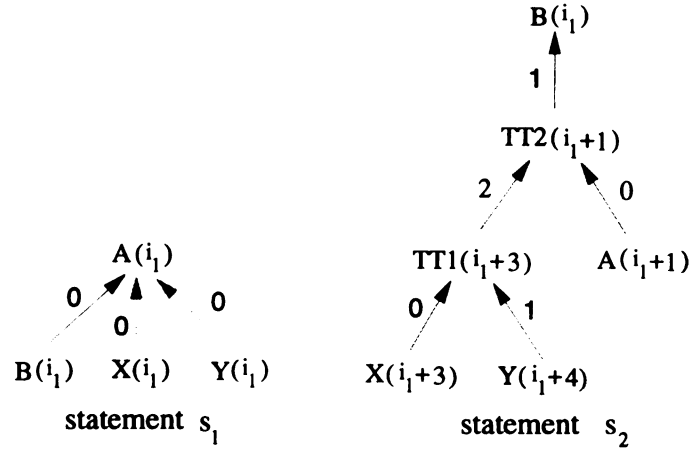 B(i₁)
1
TT2(i₁+1)
2 0
A(i₁) TT1(i₁+3) A(i₁+1)
0 0 0 0 1
B(i₁) X(i₁) Y(i₁) X(i₁+3) Y(i₁+4)
statement s₁ statement s₂